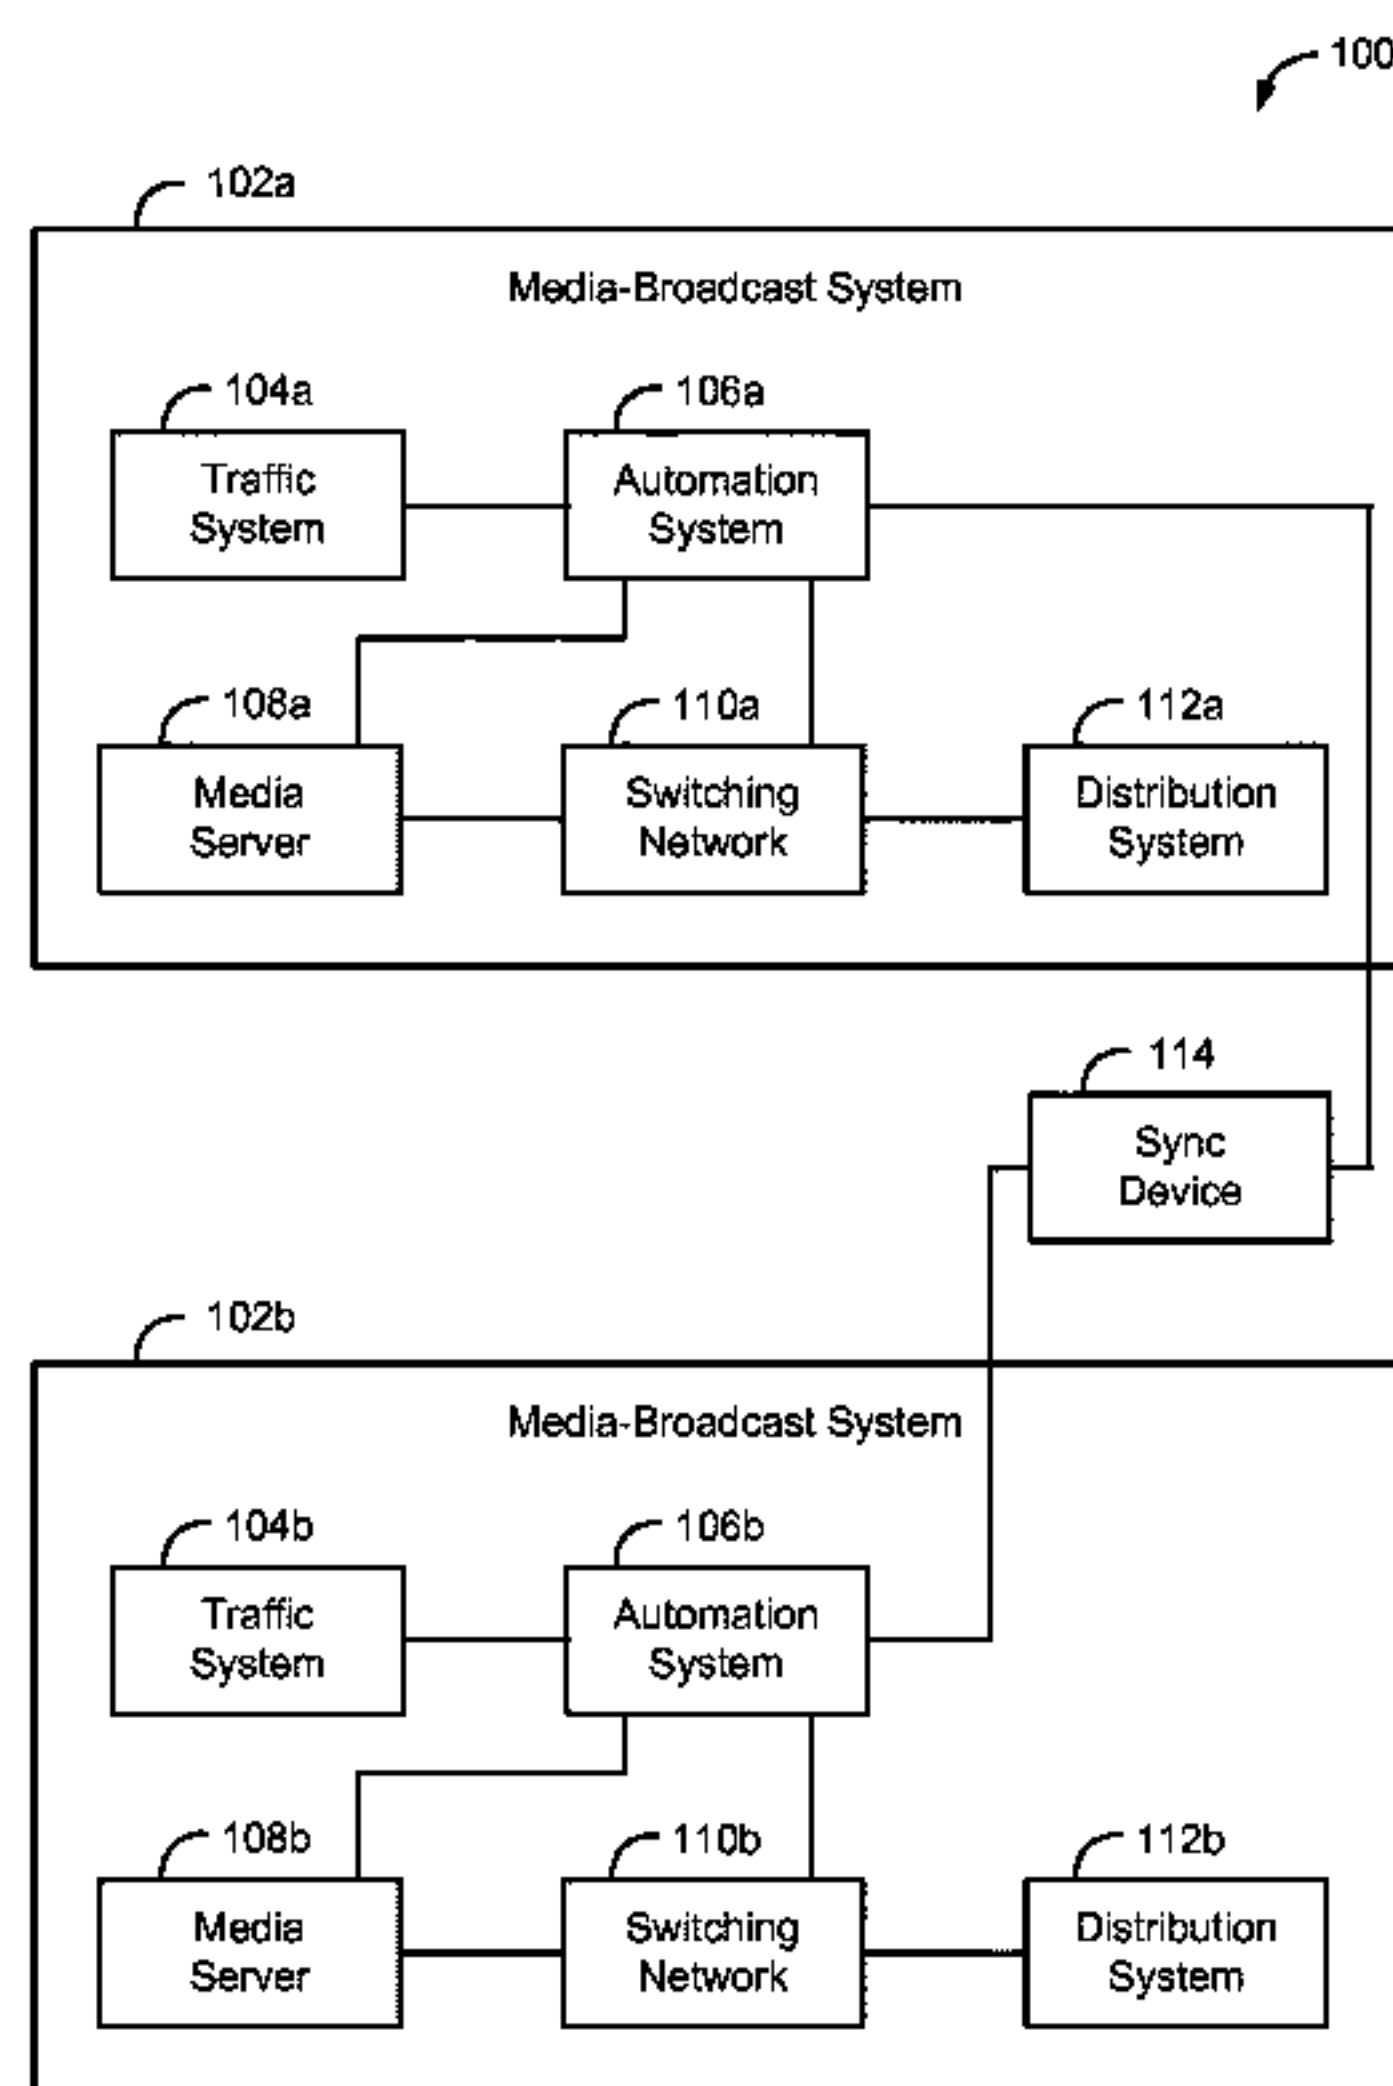 100
102a
Media-Broadcast System
104a
106a
Traffic
System
Automation
System
108a
110a
112a
Media
Server
Switching
Network
Distribution
System
114
Sync
Device
102b
Media-Broadcast System
104b
106b
Traffic
System
Automation
System
108b
110b
112b
Media
Server
Switching
Network
Distribution
System